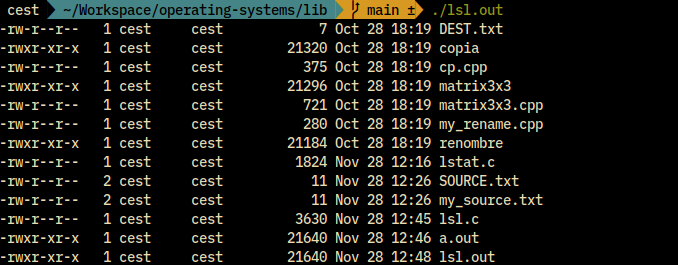 cest ~/Workspace/operating-systems/lib main ± ./lsl.out
-rw-r--r-- 1 cest cest 7 Oct 28 18:19 DEST.txt
-rwxr-xr-x 1 cest cest 21320 Oct 28 18:19 copia
-rw-r--r-- 1 cest cest 375 Oct 28 18:19 cp.cpp
-rwxr-xr-x 1 cest cest 21296 Oct 28 18:19 matrix3x3
-rw-r--r-- 1 cest cest 721 Oct 28 18:19 matrix3x3.cpp
-rw-r--r-- 1 cest cest 280 Oct 28 18:19 my_rename.cpp
-rwxr-xr-x 1 cest cest 21184 Oct 28 18:19 renombre
-rw-r--r-- 1 cest cest 1824 Nov 28 12:16 lstat.c
-rw-r--r-- 2 cest cest 11 Nov 28 12:26 SOURCE.txt
-rw-r--r-- 2 cest cest 11 Nov 28 12:26 my_source.txt
-rw-r--r-- 1 cest cest 3630 Nov 28 12:45 lsl.c
-rwxr-xr-x 1 cest cest 21640 Nov 28 12:46 a.out
-rwxr-xr-x 1 cest cest 21640 Nov 28 12:48 lsl.out